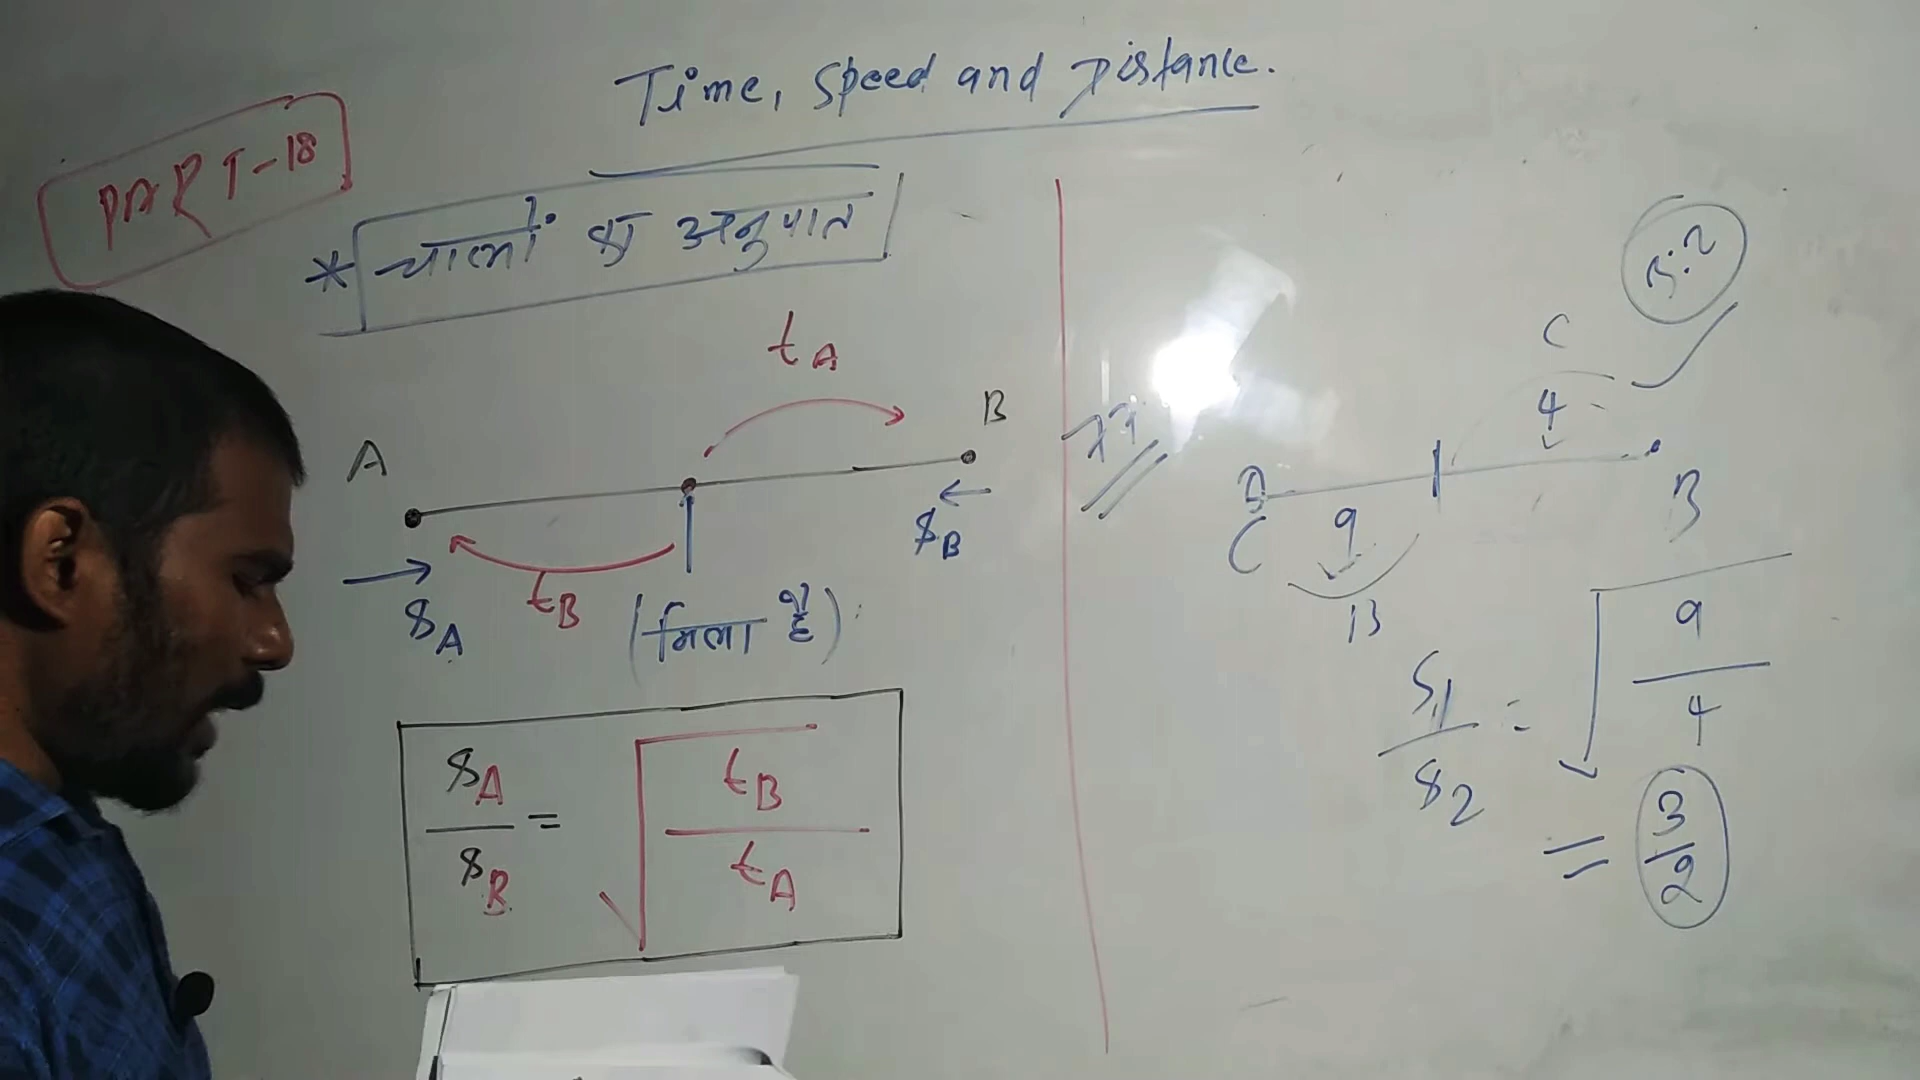 Time, Speed and Distance.
PART-18
* चालों का अनुपात
tA
A
B
SA
tB
(मिला है)
SB
SA/SB = √(tB/tA)
77
3:2
C
4
D
C
9
B
13
S1/S2 = √(9/4)
= 3/2